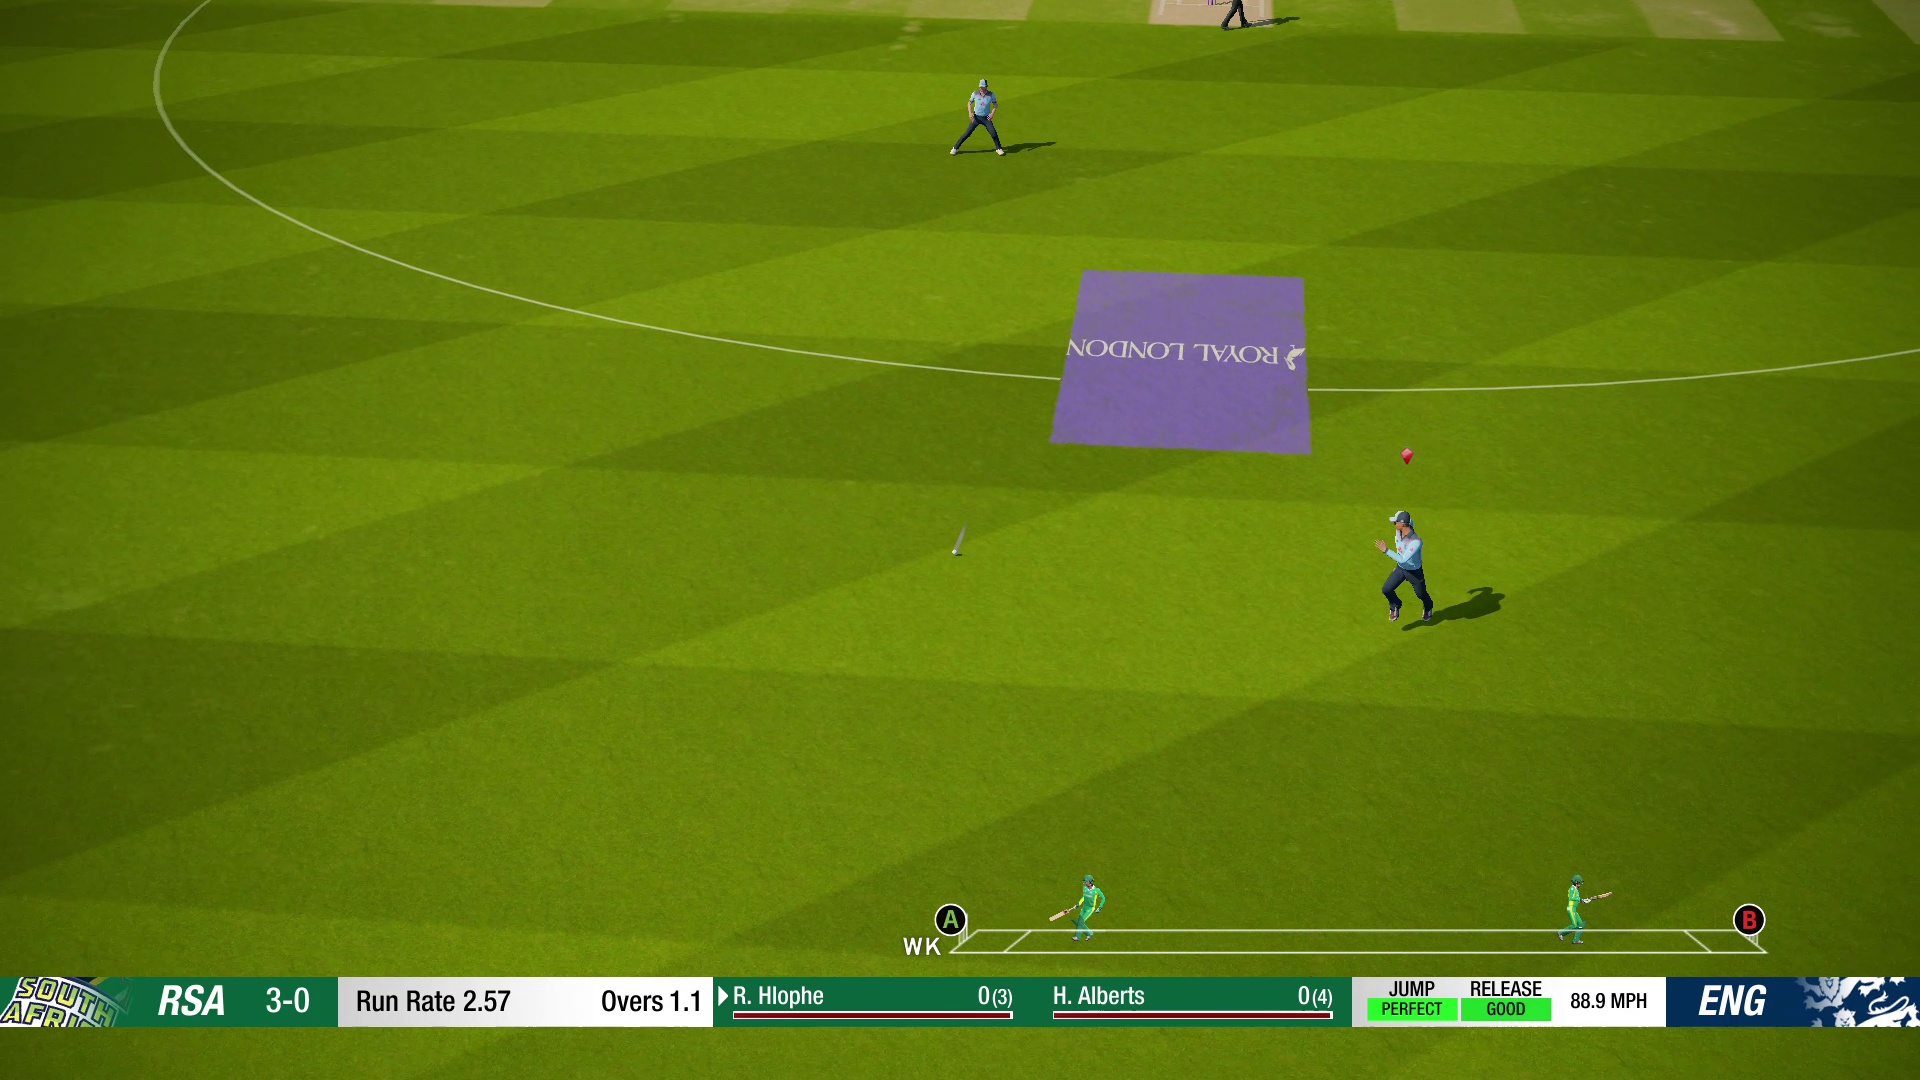 ROYAL LONDON
A
B
WK
SOUTH
AFRI
RSA 3-0
Run Rate 2.57 Overs 1.1
R. Hlophe 0(3)
H. Alberts 0(4)
JUMP RELEASE
PERFECT GOOD
88.9 MPH
ENG